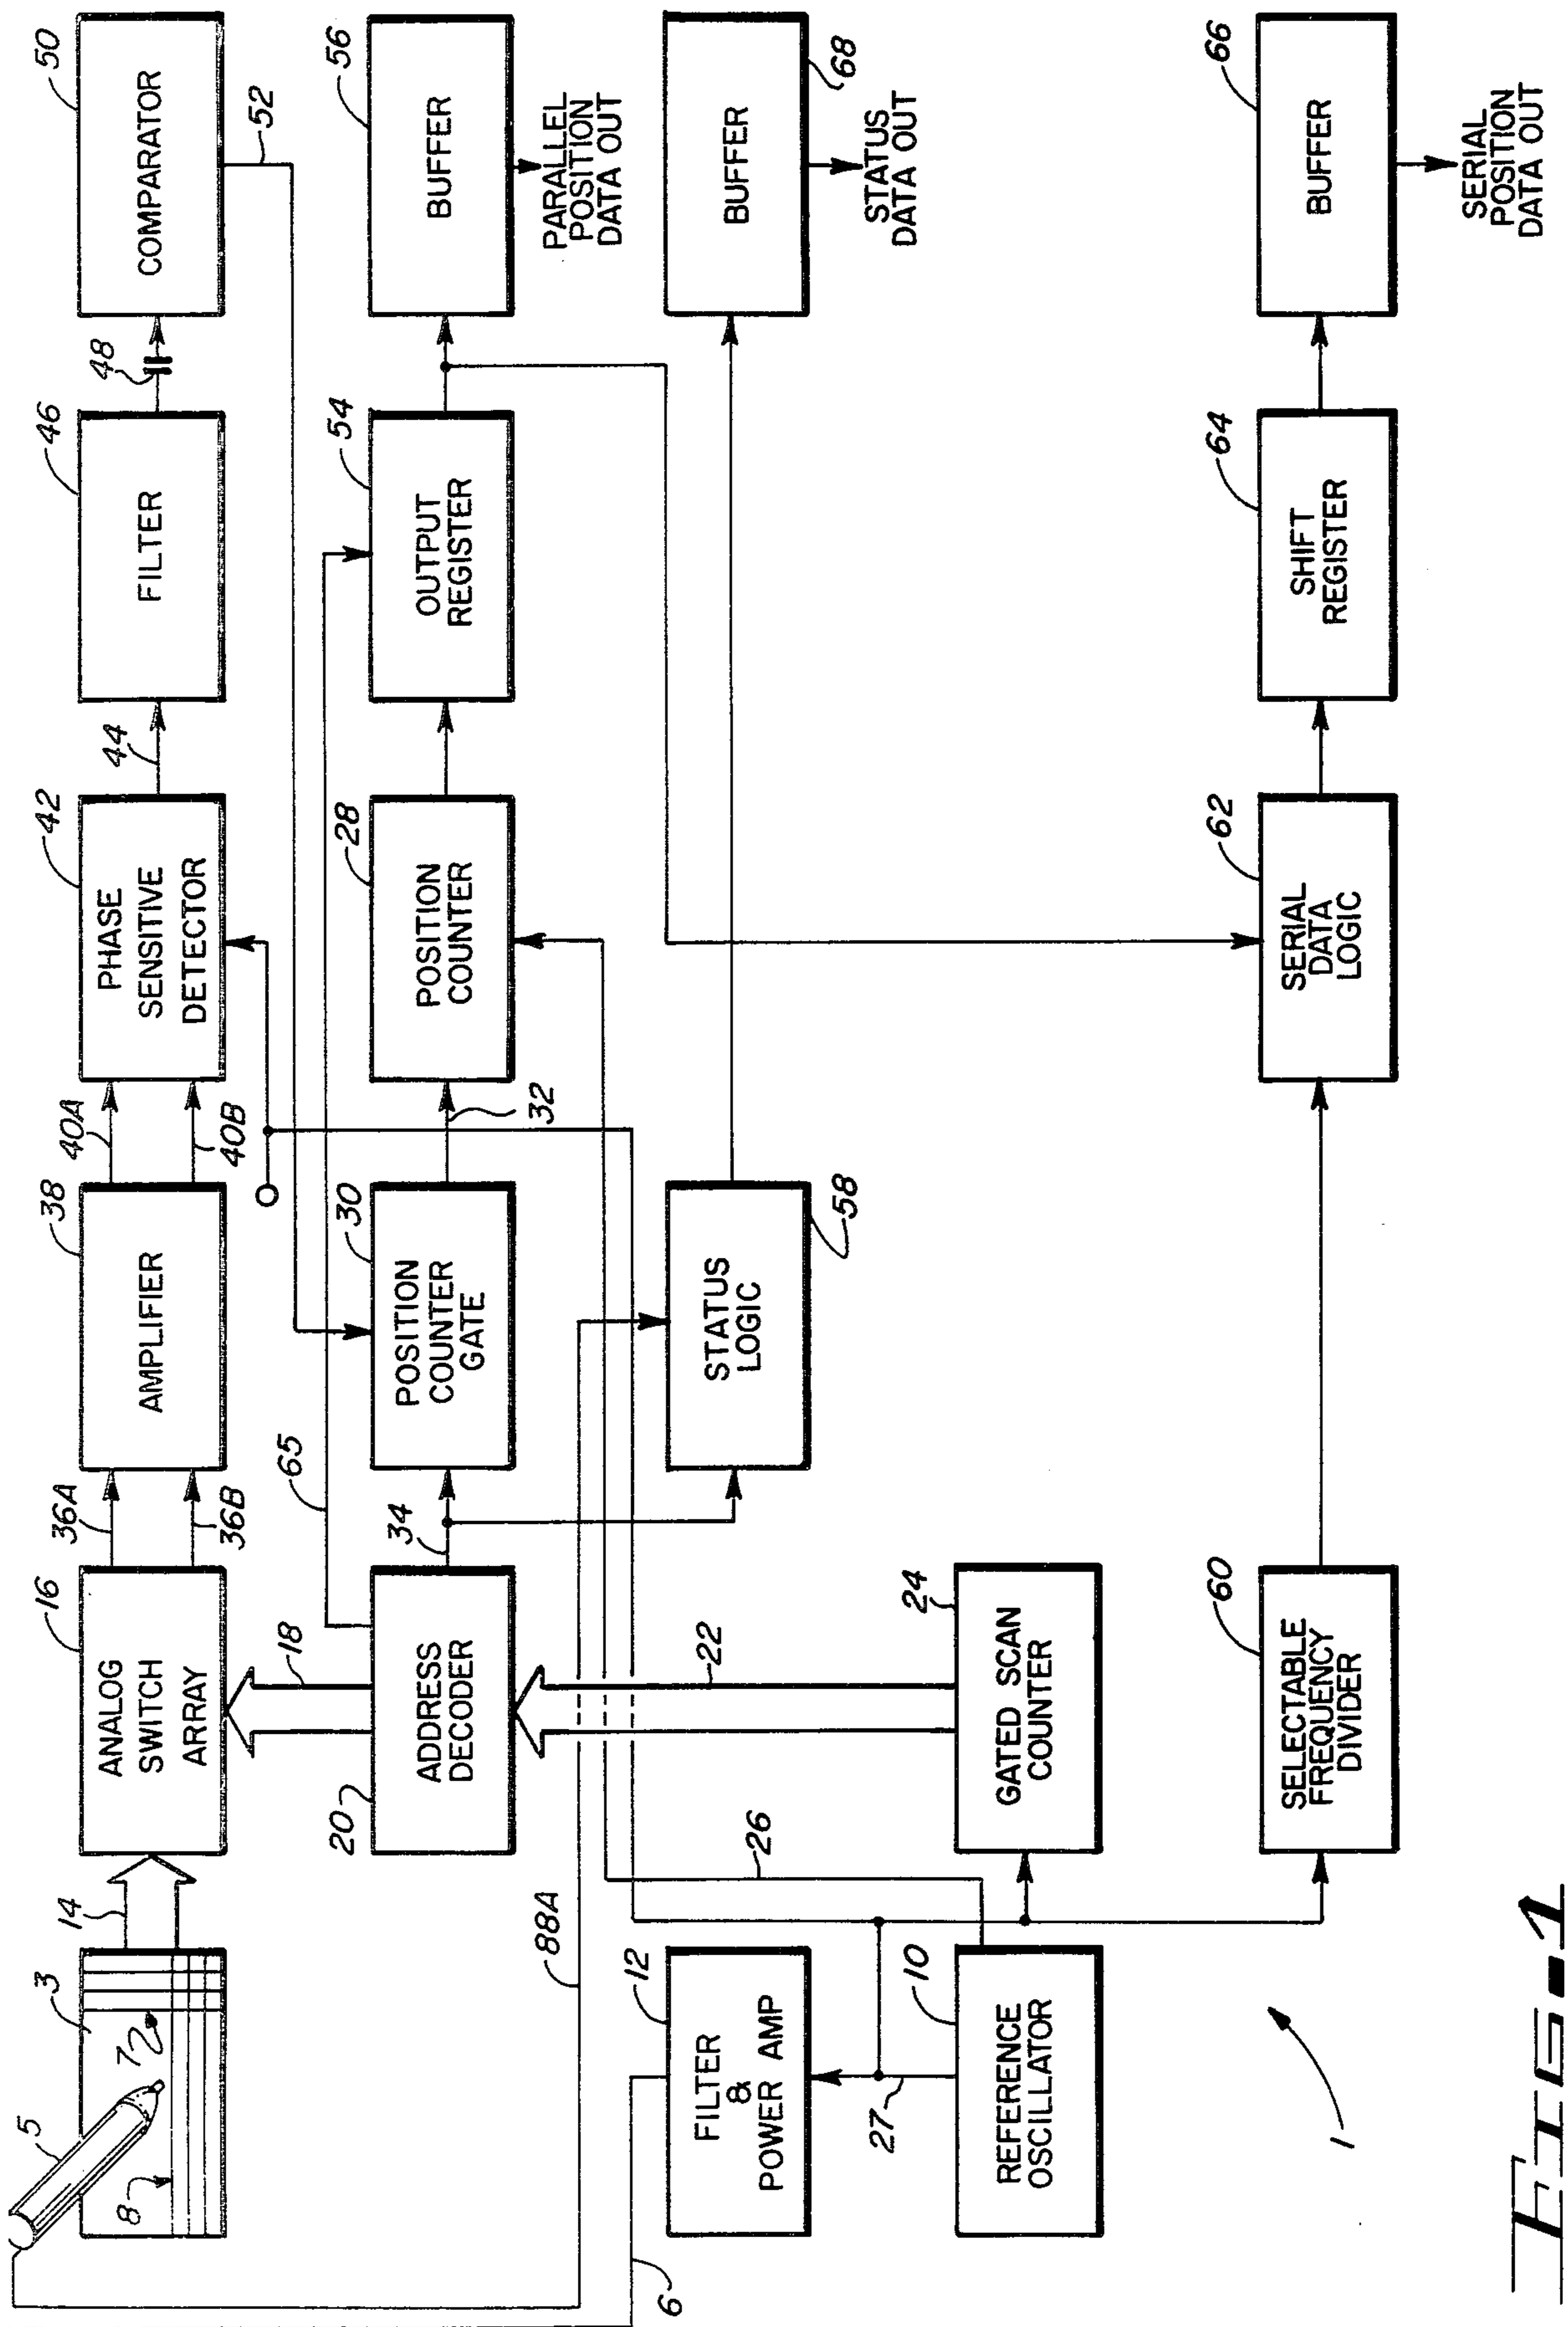 5
8
7
3
14
ANALOG
SWITCH
ARRAY
16
36A
36B
AMPLIFIER
38
40A
40B
PHASE
SENSITIVE
DETECTOR
42
44
FILTER
46
48
COMPARATOR
50
52
18
20
ADDRESS
DECODER
65
34
POSITION
COUNTER
GATE
30
32
POSITION
COUNTER
28
OUTPUT
REGISTER
54
BUFFER
56
PARALLEL
POSITION
DATA OUT
88A
6
FILTER
&
POWER AMP
12
26
22
STATUS
LOGIC
58
BUFFER
68
STATUS
DATA OUT
27
REFERENCE
OSCILLATOR
10
GATED SCAN
COUNTER
24
1
SELECTABLE
FREQUENCY
DIVIDER
60
SERIAL
DATA
LOGIC
62
SHIFT
REGISTER
64
BUFFER
66
SERIAL
POSITION
DATA OUT
FIG. 1